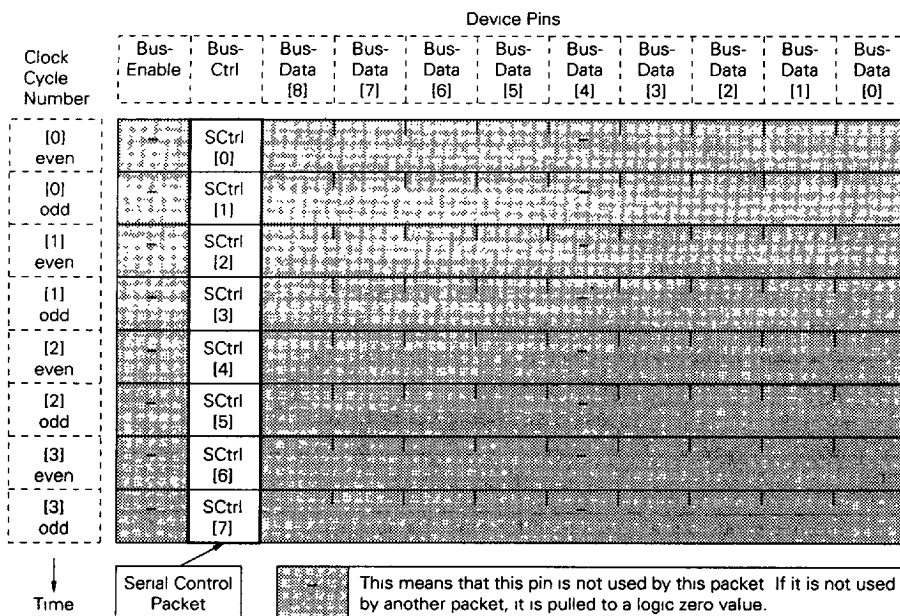 Device Pins
Clock Cycle Number
Bus-Enable Bus-Ctrl Bus-Data [8] Bus-Data [7] Bus-Data [6] Bus-Data [5] Bus-Data [4] Bus-Data [3] Bus-Data [2] Bus-Data [1] Bus-Data [0]
[0] even - SCtrl [0] -
[0] odd - SCtrl [1] -
[1] even - SCtrl [2] -
[1] odd - SCtrl [3] -
[2] even - SCtrl [4] -
[2] odd - SCtrl [5] -
[3] even - SCtrl [6] -
[3] odd - SCtrl [7] -
Time
Serial Control
Packet
- This means that this pin is not used by this packet If it is not used
by another packet, it is pulled to a logic zero value.